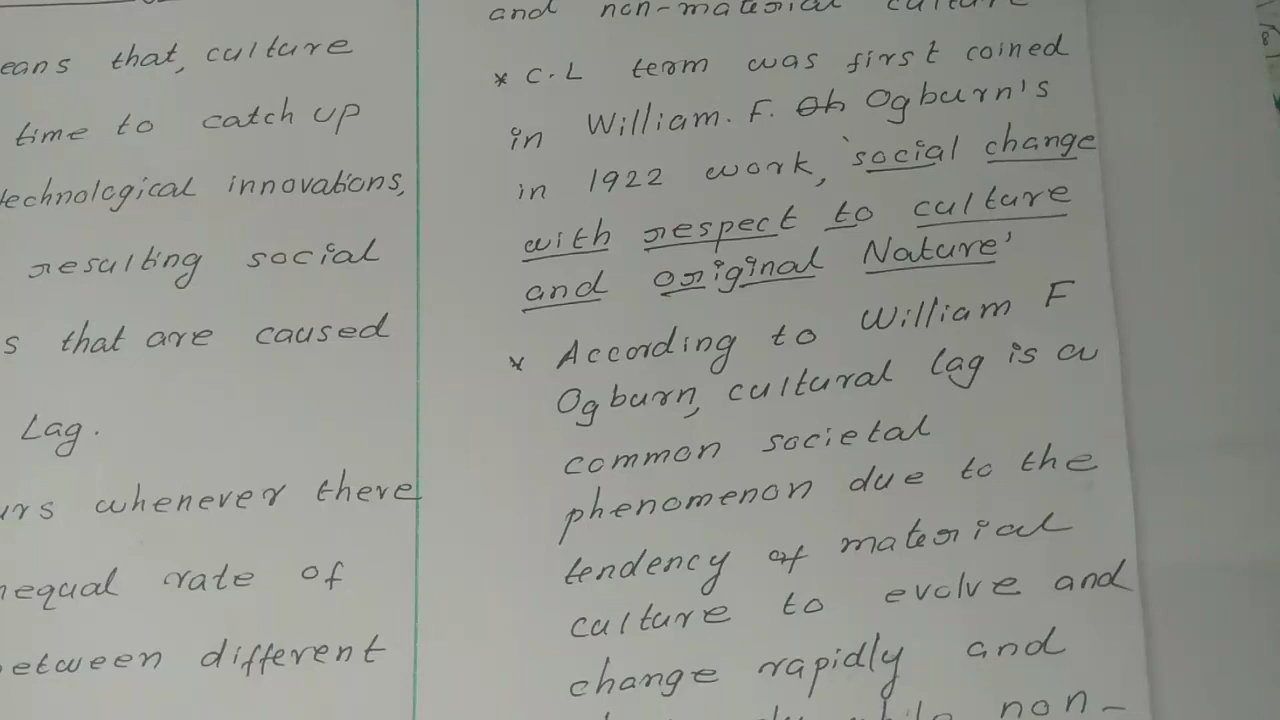 eans that, culture
time to catch up
technological innovations,
resulting social
s that are caused
Lag.
urs whenever there
nequal rate of
between different
and non-material culture
* C.L term was first coined
in William. F. Oh Ogburn's
in 1922 work, 'social change
with respect to culture
and original Nature'
* According to William F
Ogburn, cultural lag is a
common societal
phenomenon due to the
tendency of material
culture to evolve and
change rapidly and
non-